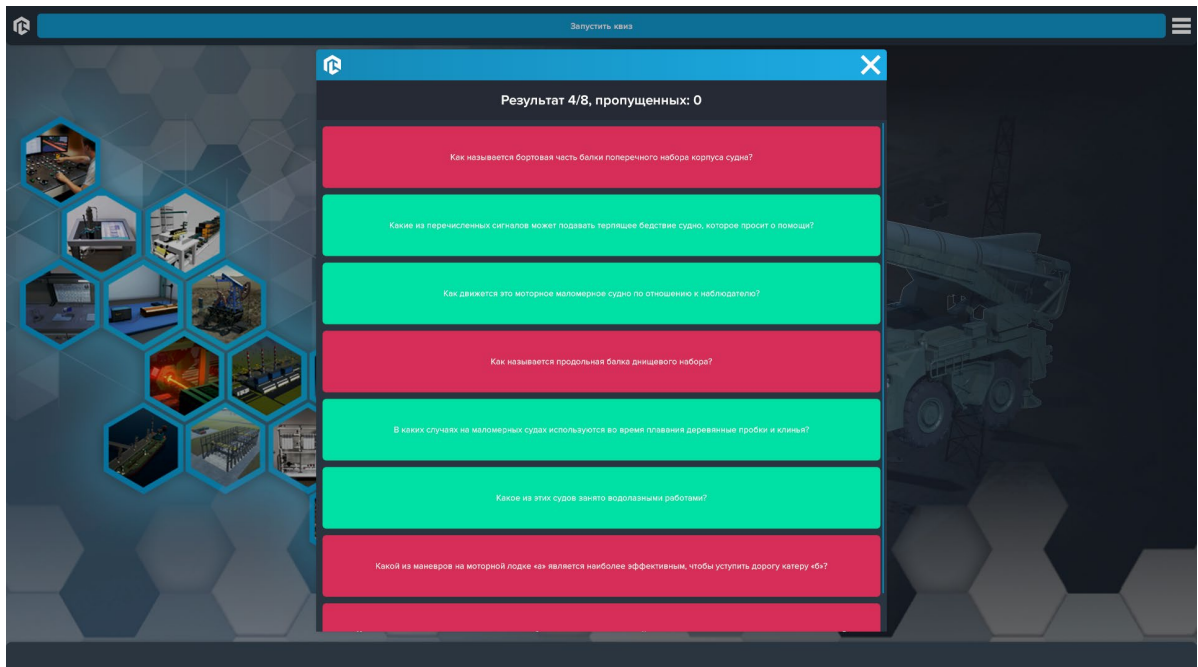 Запустить квиз
Результат 4/8, пропущенных: 0
Как называется бортовая часть балки поперечного набора корпуса судна?
Какие из перечисленных сигналов может подавать терпящее бедствие судно, которое просит о помощи?
Как движется это моторное маломерное судно по отношению к наблюдателю?
Как называется продольная балка днищевого набора?
В каких случаях на маломерных судах используются во время плавания деревянные пробки и клинья?
Какое из этих судов занято водолазными работами?
Какой из маневров на моторной лодке «а» является наиболее эффективным, чтобы уступить дорогу катеру «б»?